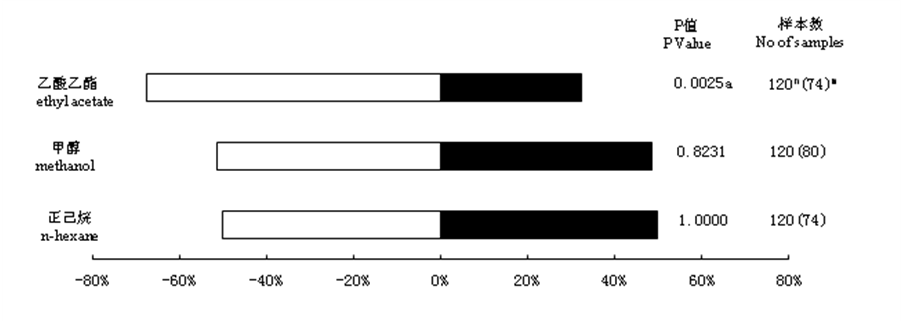 P值 样本数
P Value No of samples
乙酸乙酯
ethyl acetate
0.0025a 120ⁿ(74)ᵐ
甲醇
methanol
0.8231 120(80)
正己烷
n-hexane
1.0000 120(74)
-80% -60% -40% -20% 0% 20% 40% 60% 80%